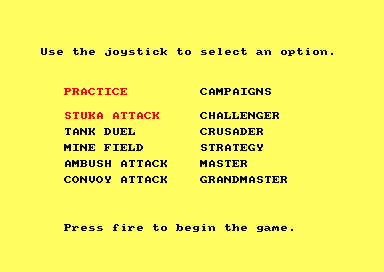 Use the joystick to select an option.
PRACTICE CAMPAIGNS
STUKA ATTACK CHALLENGER
TANK DUEL CRUSADER
MINE FIELD STRATEGY
AMBUSH ATTACK MASTER
CONVOY ATTACK GRANDMASTER
Press fire to begin the game.